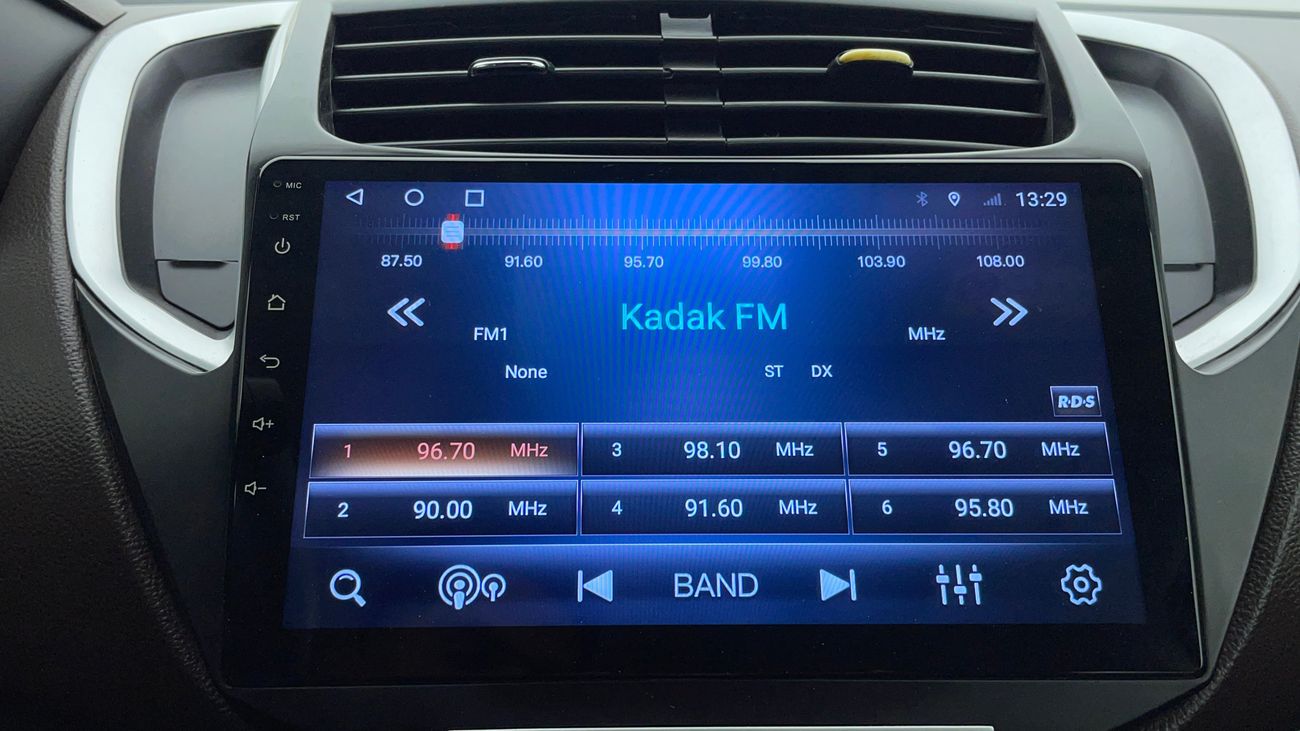 MIC
13:29
RST
87.50 91.60 95.70 99.80 103.90 108.00
Kadak FM
FM1 MHz
None ST DX
R·D·S
1 96.70 MHz 3 98.10 MHz 5 96.70 MHz
2 90.00 MHz 4 91.60 MHz 6 95.80 MHz
BAND